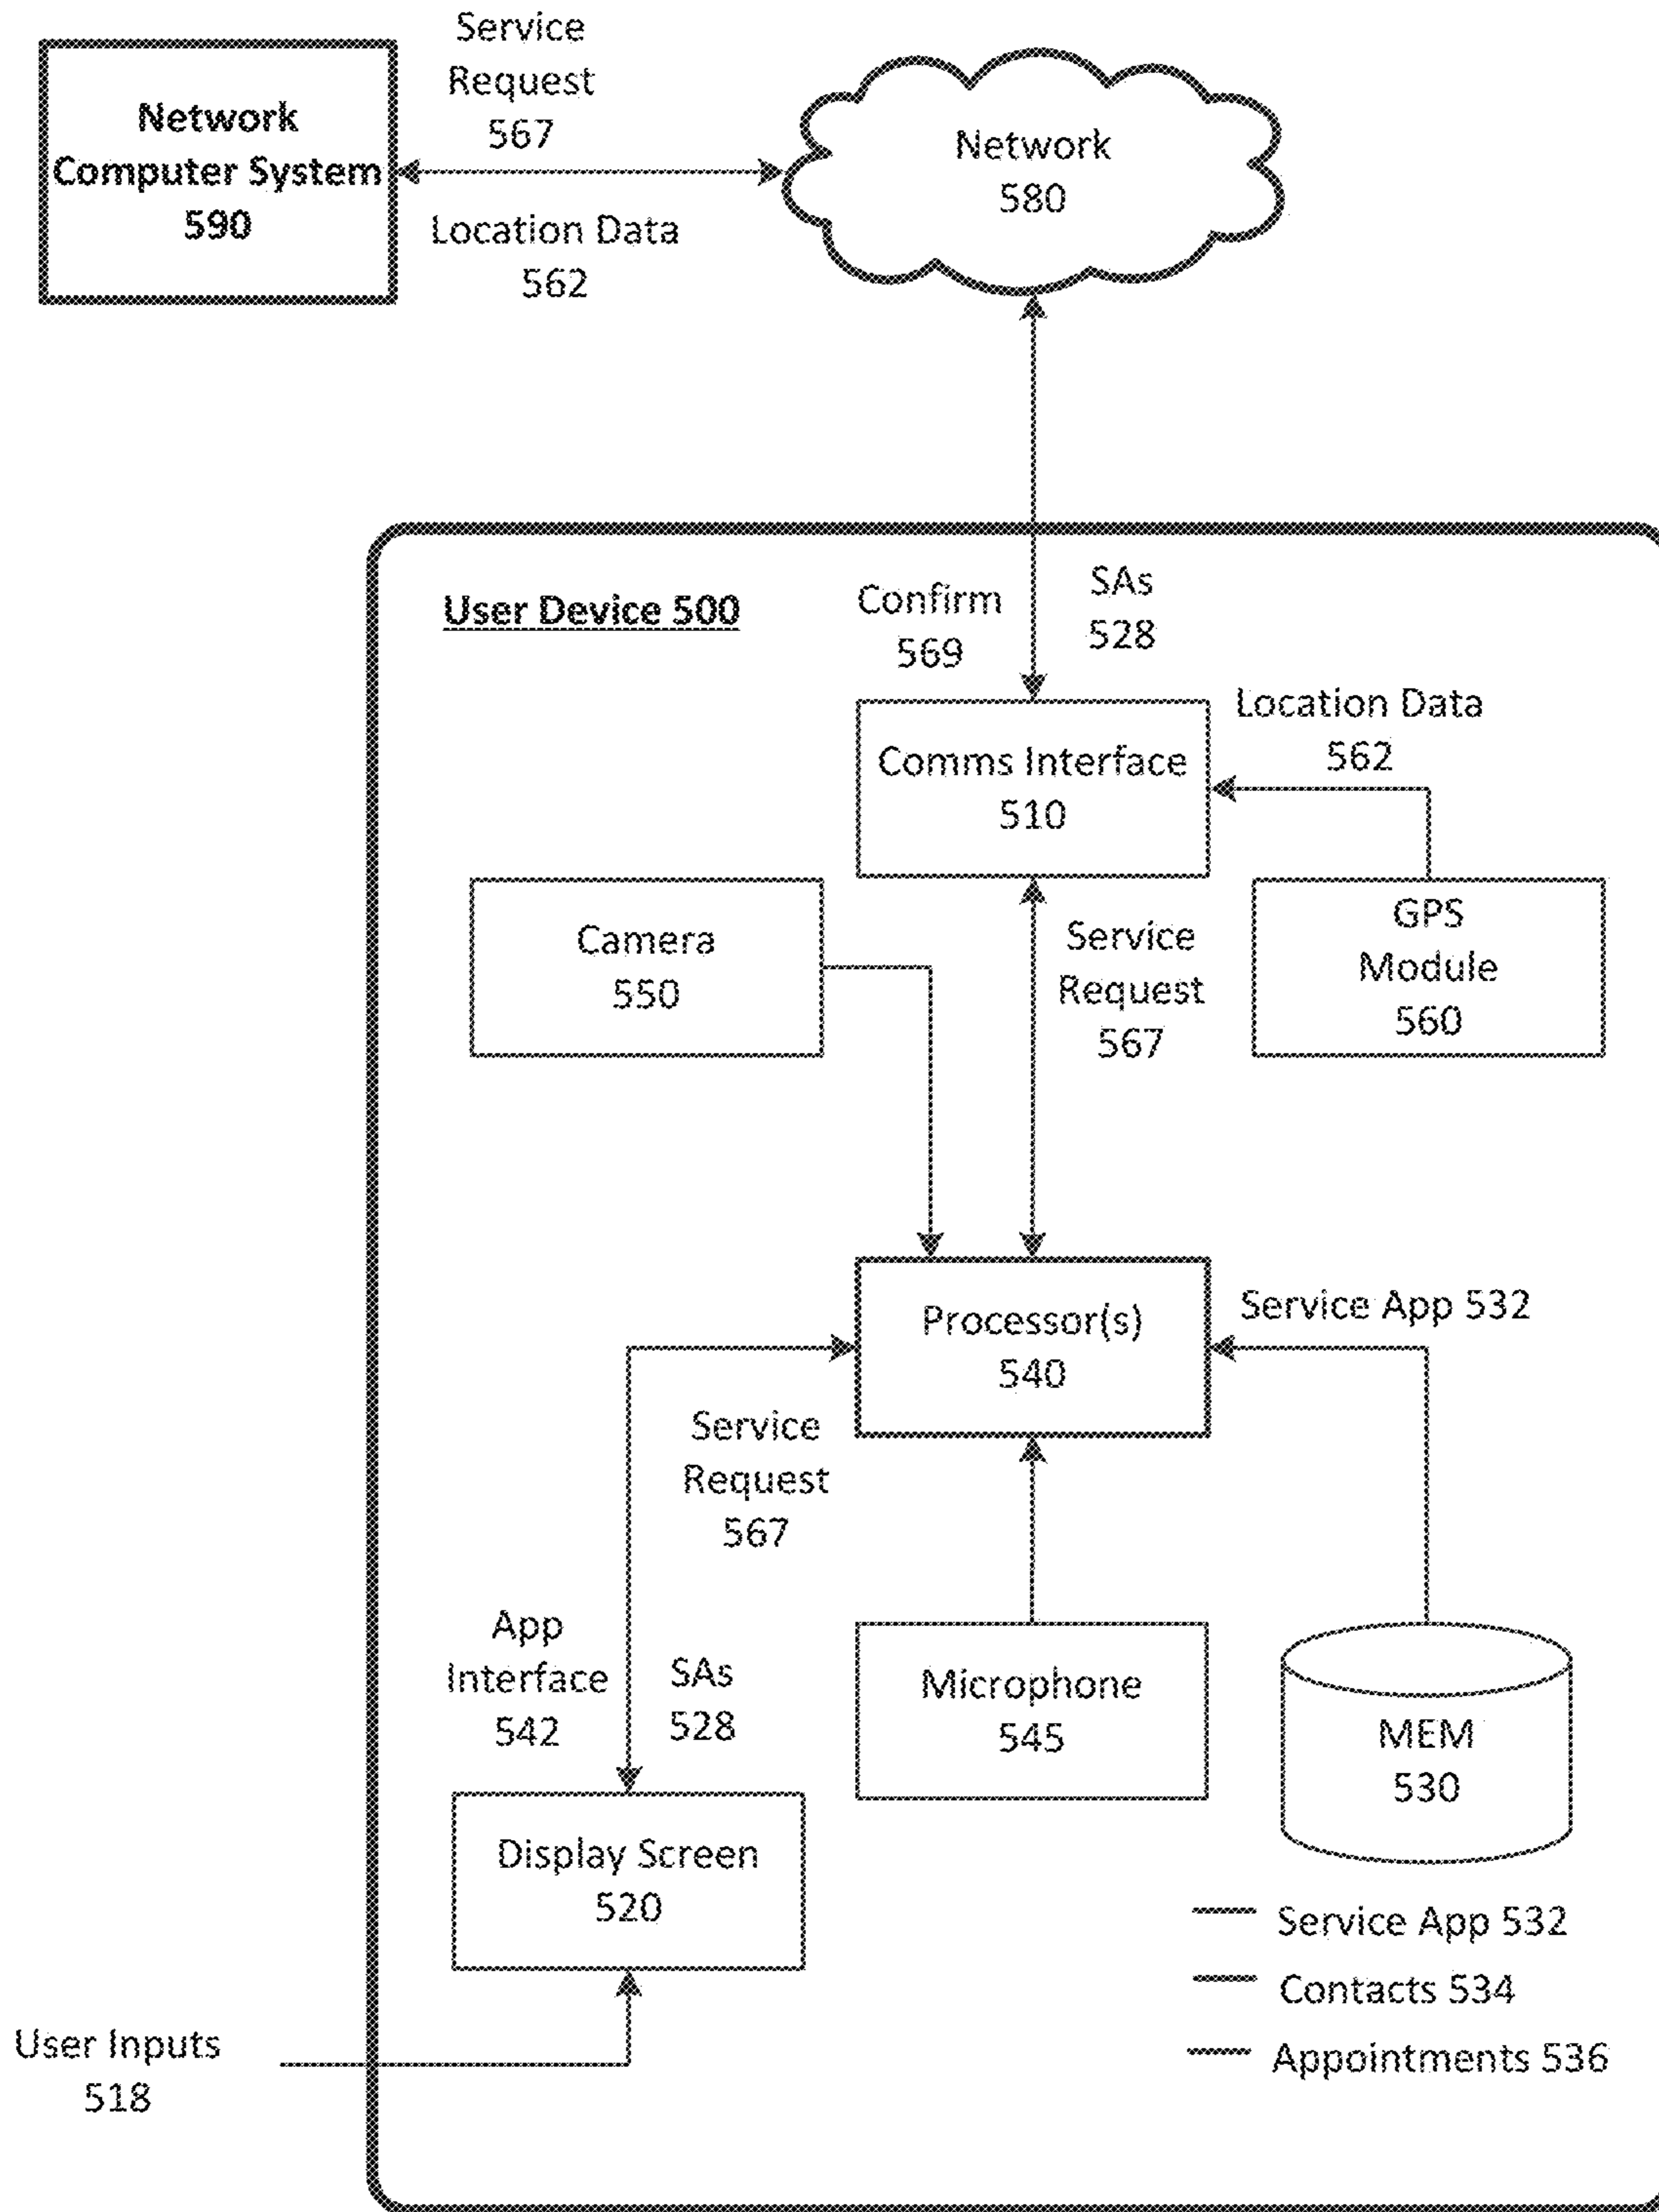 Service
Request
567
Network
Computer System
590
Location Data
562
Network
580
User Device 500
Confirm
569
SAs
528
Location Data
562
Comms Interface
510
Camera
550
Service
Request
567
GPS
Module
560
Processor(s)
540
Service App 532
Service
Request
567
App
Interface
542
SAs
528
Microphone
545
MEM
530
Display Screen
520
Service App 532
Contacts 534
Appointments 536
User Inputs
518